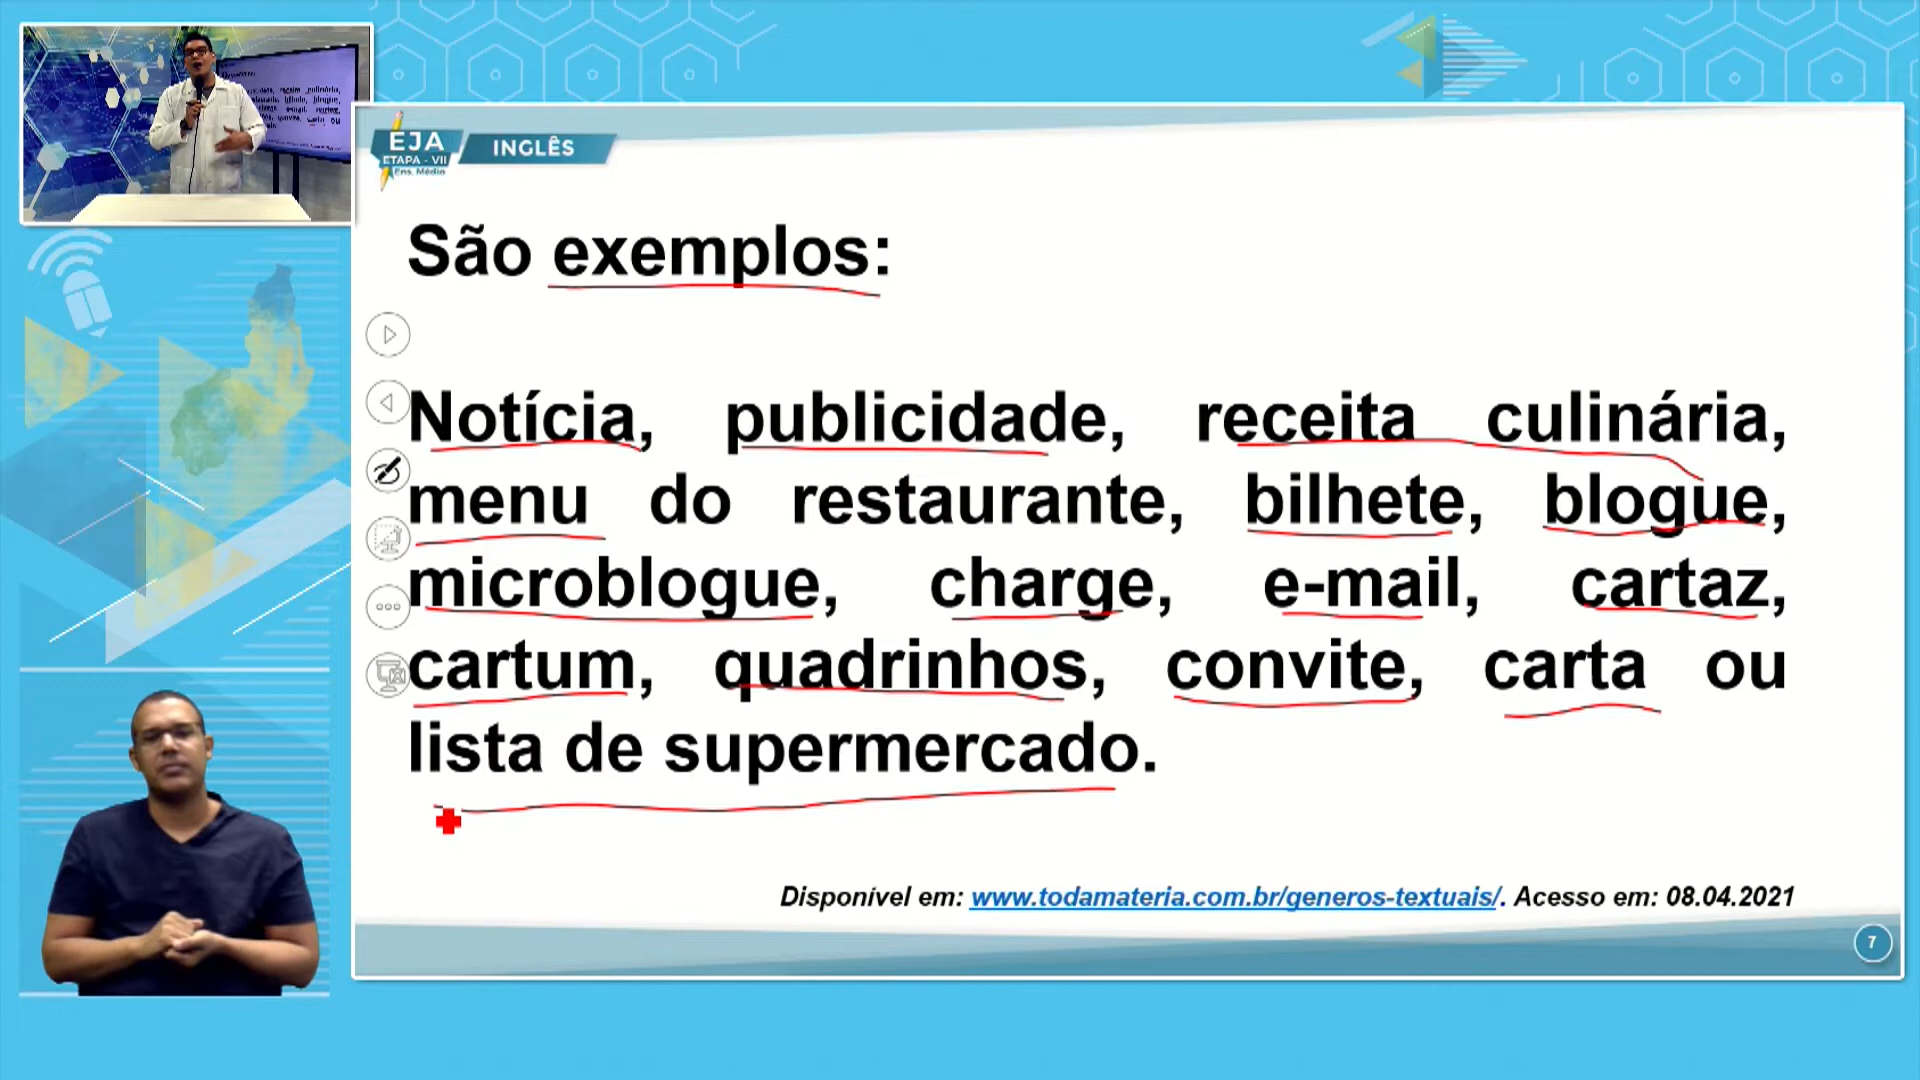 EJA
ETAPA - VII
Ens. Médio
INGLÊS
São exemplos:
Notícia, publicidade, receita culinária,
menu do restaurante, bilhete, blogue,
microblogue, charge, e-mail, cartaz,
cartum, quadrinhos, convite, carta ou
lista de supermercado.
Disponível em: www.todamateria.com.br/generos-textuais/. Acesso em: 08.04.2021
7